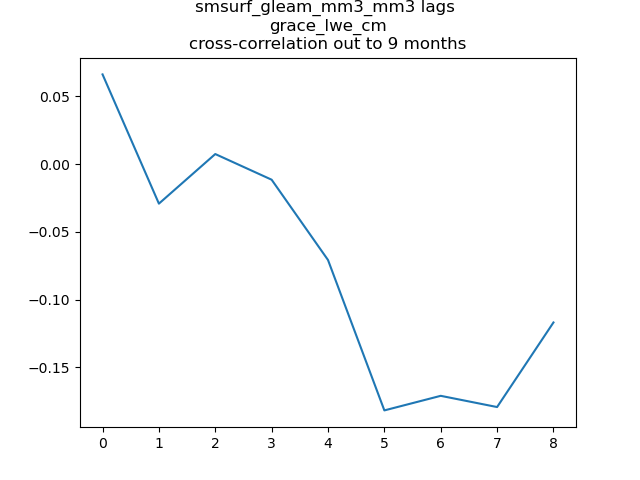 smsurf_gleam_mm3_mm3 lags
grace_lwe_cm
cross-correlation out to 9 months
0.05
0.00
−0.05
−0.10
−0.15
0 1 2 3 4 5 6 7 8